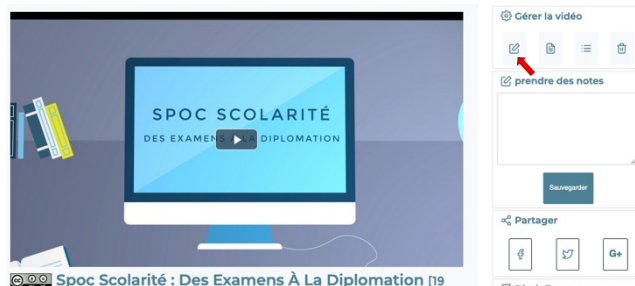 SPOC SCOLARITÉ
DES EXAMENS À LA DIPLOMATION
Spoc Scolarité : Des Examens À La Diplomation [19
Gérer la vidéo
prendre des notes
Sauvegarder
Partager
G+